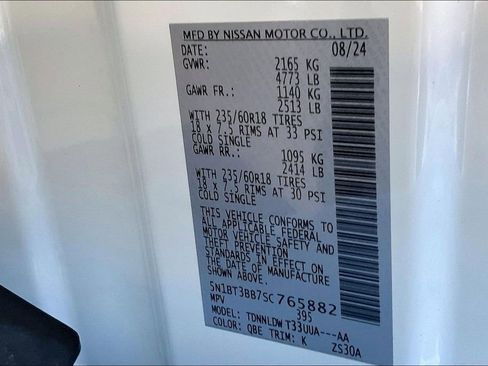 MFD BY NISSAN MOTOR CO., LTD.
DATE: 08/24
GVWR: 2165 KG
4773 LB
GAWR FR.: 1140 KG
2513 LB
WITH 235/60R18 TIRES
18 x 7.5 RIMS AT 33 PSI
COLD SINGLE
GAWR RR.: 1095 KG
2414 LB
WITH 235/60R18 TIRES
18 x 7.5 RIMS AT 30 PSI
COLD SINGLE
THIS VEHICLE CONFORMS TO
ALL APPLICABLE FEDERAL
MOTOR VEHICLE SAFETY AND
THEFT PREVENTION
STANDARDS IN EFFECT ON
THE DATE OF MANUFACTURE
SHOWN ABOVE.
5N1BT3BB7SC765882
MPV 395
MODEL: TDNNLDW T33UUA---AA
COLOR: QBE TRIM: K ZS30A